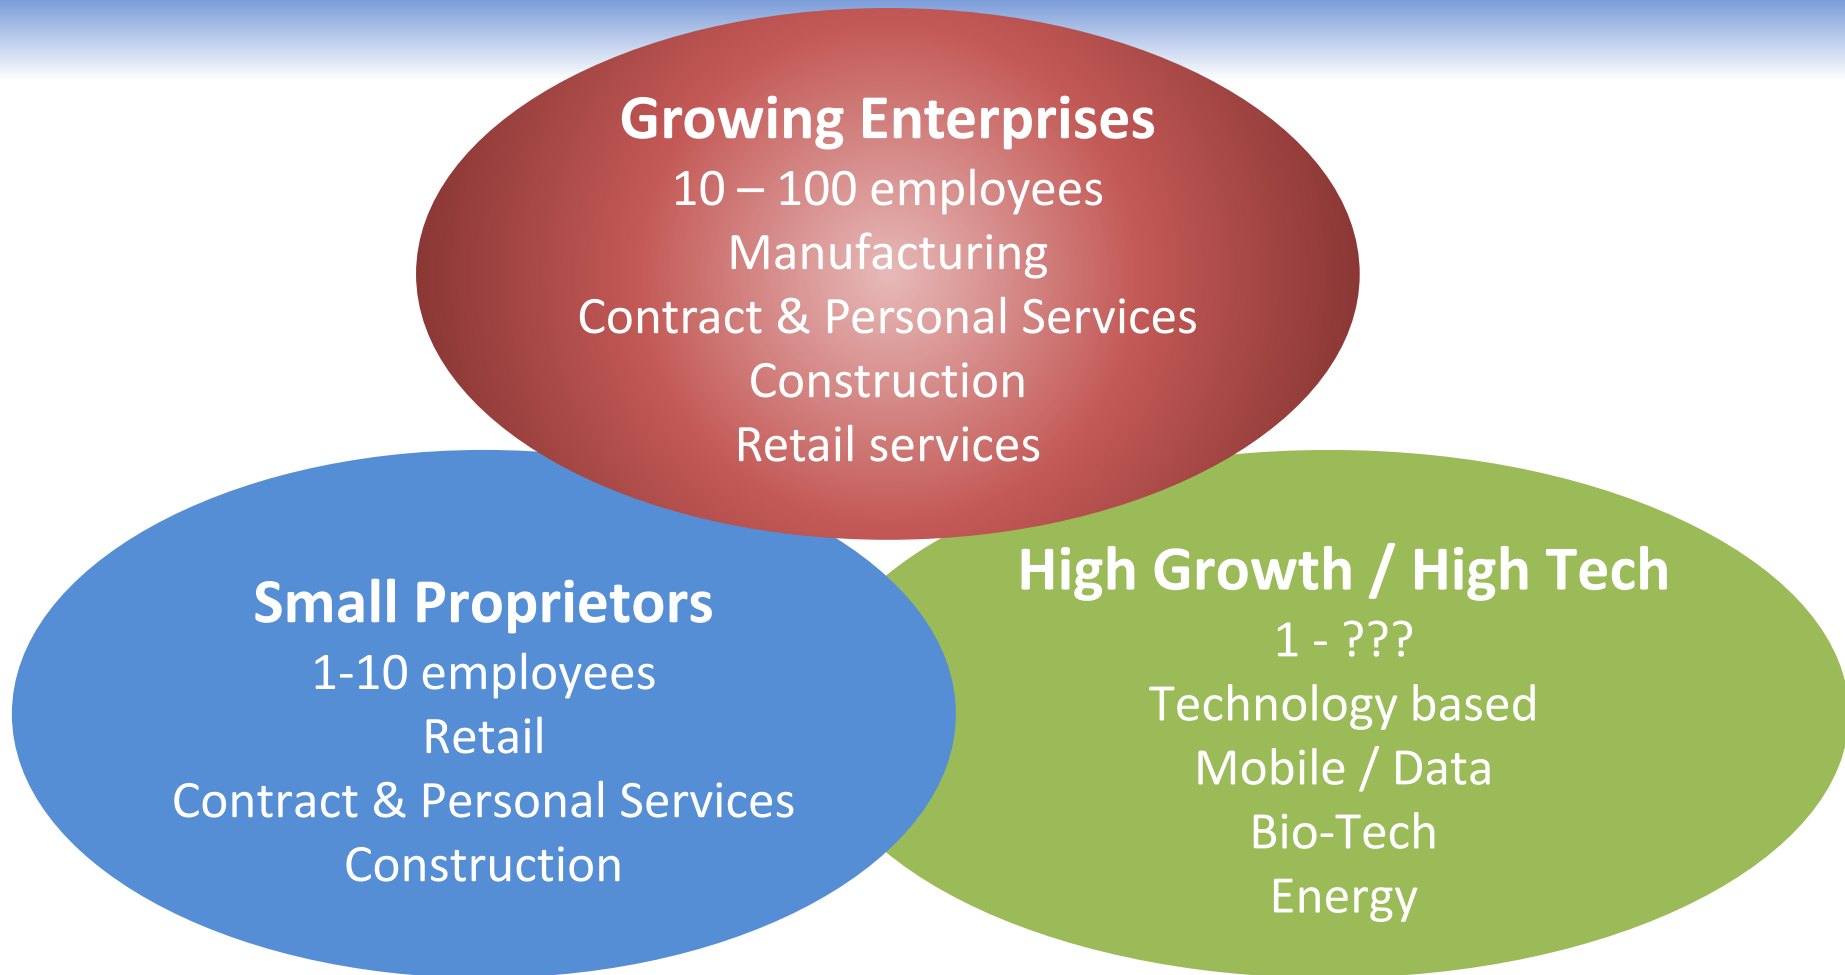 Growing Enterprises
10 – 100 employees
Manufacturing
Contract & Personal Services
Construction
Retail services
Small Proprietors
1-10 employees
Retail
Contract & Personal Services
Construction
High Growth / High Tech
1 - ???
Technology based
Mobile / Data
Bio-Tech
Energy